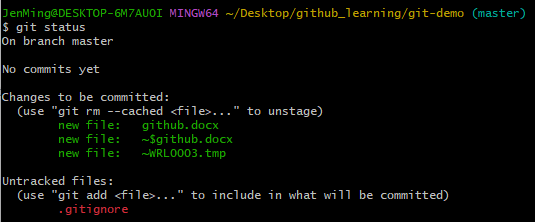 JenMing@DESKTOP-6M7AUOI MINGW64 ~/Desktop/github_learning/git-demo (master)
$ git status
On branch master
No commits yet
Changes to be committed:
(use "git rm --cached <file>..." to unstage)
new file: github.docx
new file: ~$github.docx
new file: ~WRL0003.tmp
Untracked files:
(use "git add <file>..." to include in what will be committed)
.gitignore